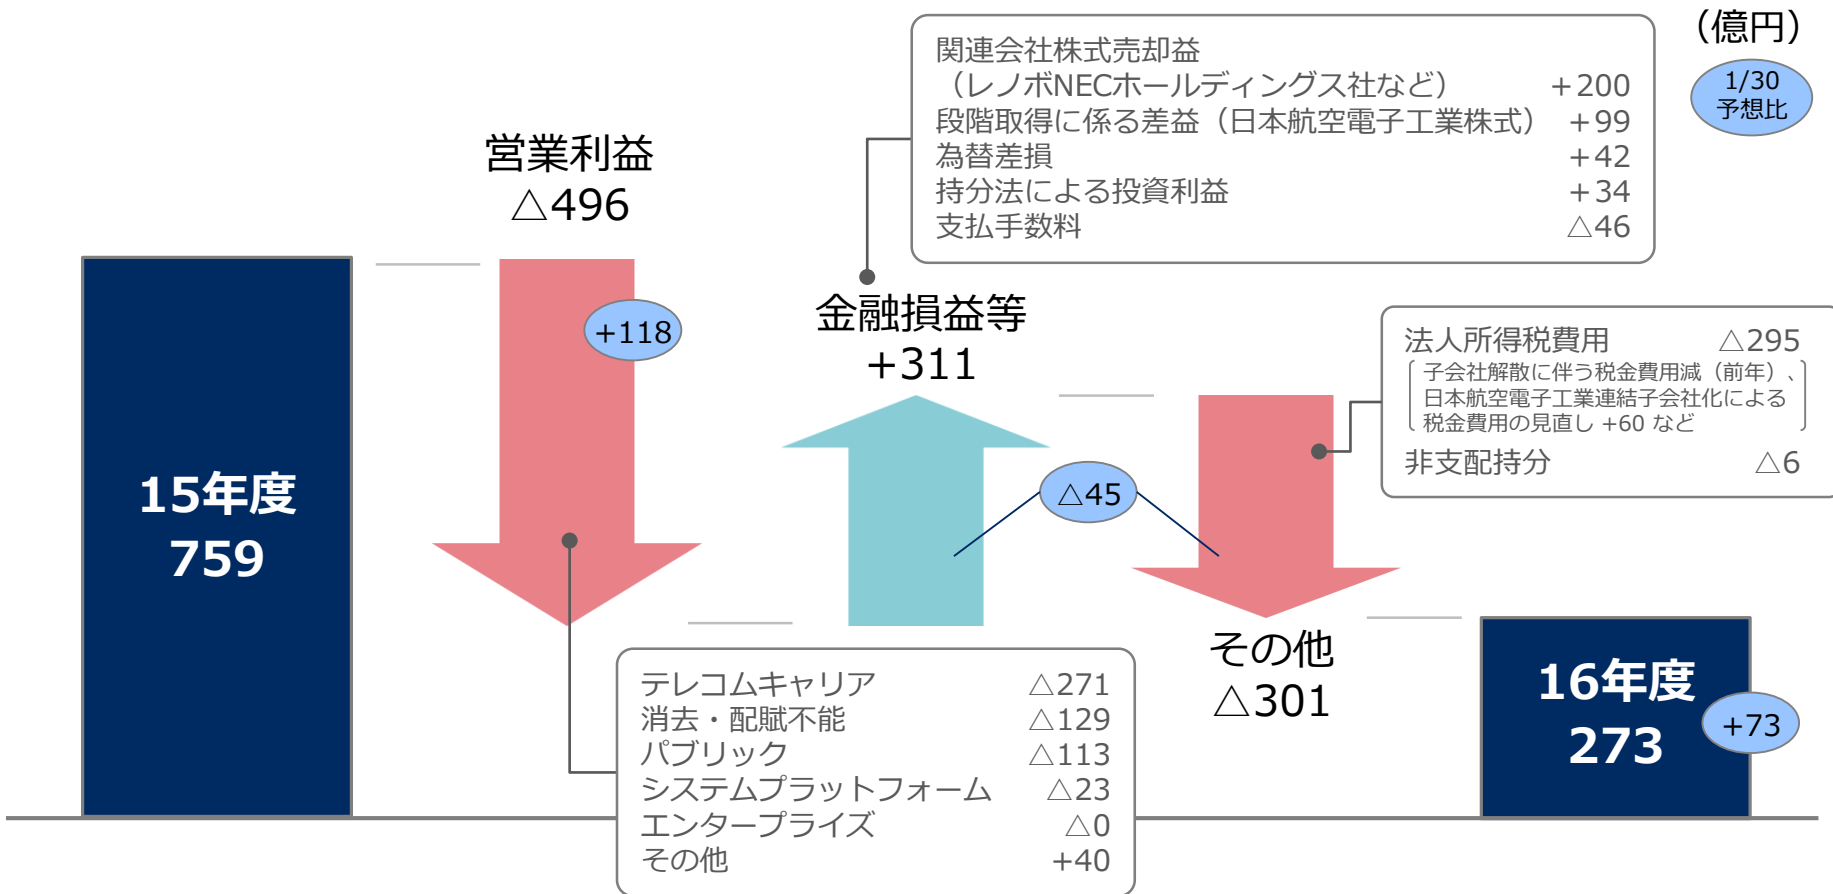 （億円）
1/30
予想比
関連会社株式売却益
（レノボNECホールディングス社など） +200
段階取得に係る差益（日本航空電子工業株式） +99
為替差損 +42
持分法による投資利益 +34
支払手数料 △46
営業利益
△496
+118
金融損益等
+311
法人所得税費用 △295
子会社解散に伴う税金費用減（前年）、
日本航空電子工業連結子会社化による
税金費用の見直し +60 など
非支配持分 △6
15年度
759
△45
テレコムキャリア △271
消去・配賦不能 △129
パブリック △113
システムプラットフォーム △23
エンタープライズ △0
その他 +40
その他
△301
16年度
273
+73